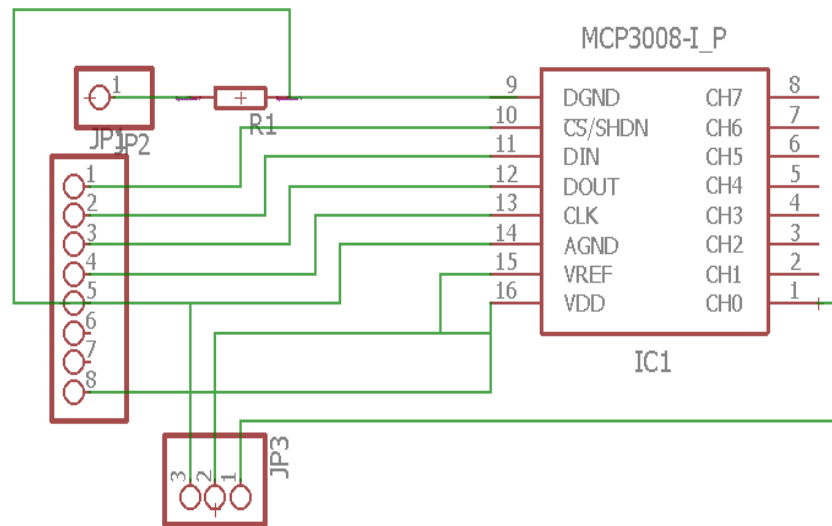 MCP3008-I_P
1
R1
JP1
JP2
1
2
3
4
5
6
7
8
9 DGND CH7 8
10 CS/SHDN CH6 7
11 DIN CH5 6
12 DOUT CH4 5
13 CLK CH3 4
14 AGND CH2 3
15 VREF CH1 2
16 VDD CH0 1
IC1
3 2 1
JP3